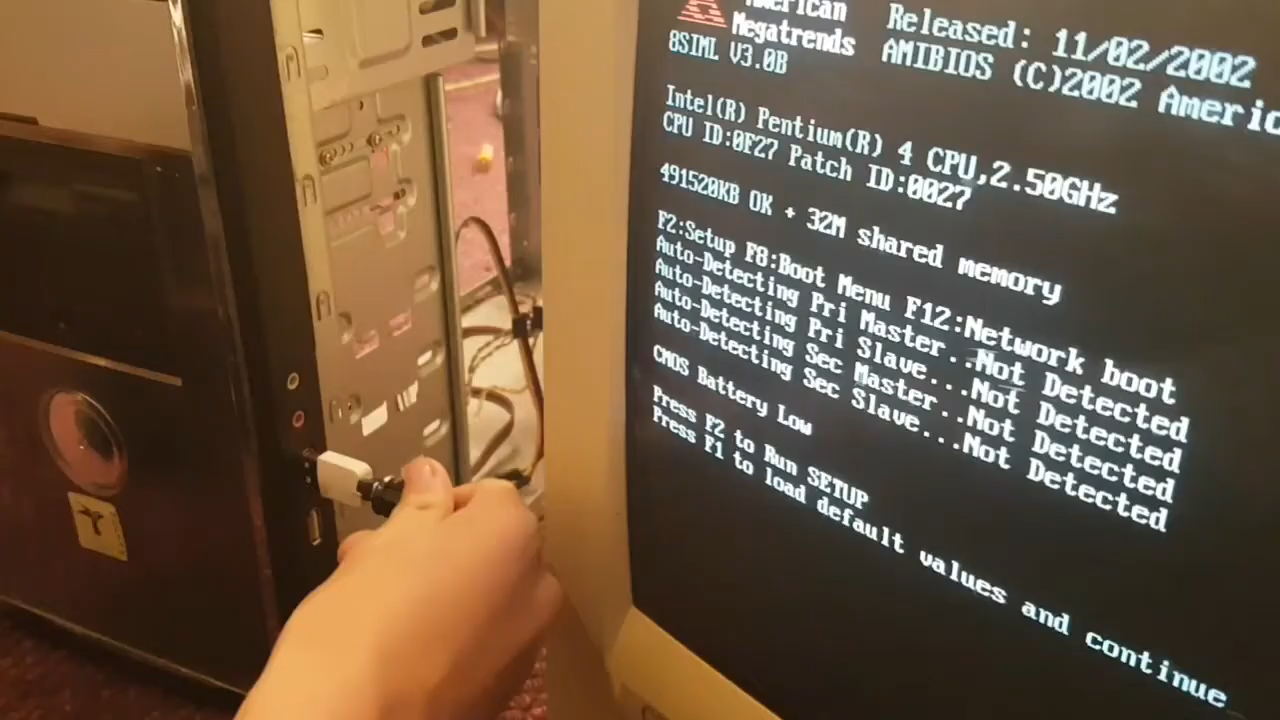 American
Megatrends
Released: 11/02/2002
AMIBIOS (C)2002 Americ
8SIML V3.0B
Intel(R) Pentium(R) 4 CPU,2.50GHz
CPU ID:0F27 Patch ID:0027
491520KB OK + 32M shared memory
F2:Setup F8:Boot Menu F12:Network boot
Auto-Detecting Pri Master..Not Detected
Auto-Detecting Pri Slave...Not Detected
Auto-Detecting Sec Master..Not Detected
Auto-Detecting Sec Slave...Not Detected
CMOS Battery Low
Press F2 to Run SETUP
Press F1 to load default values and continue